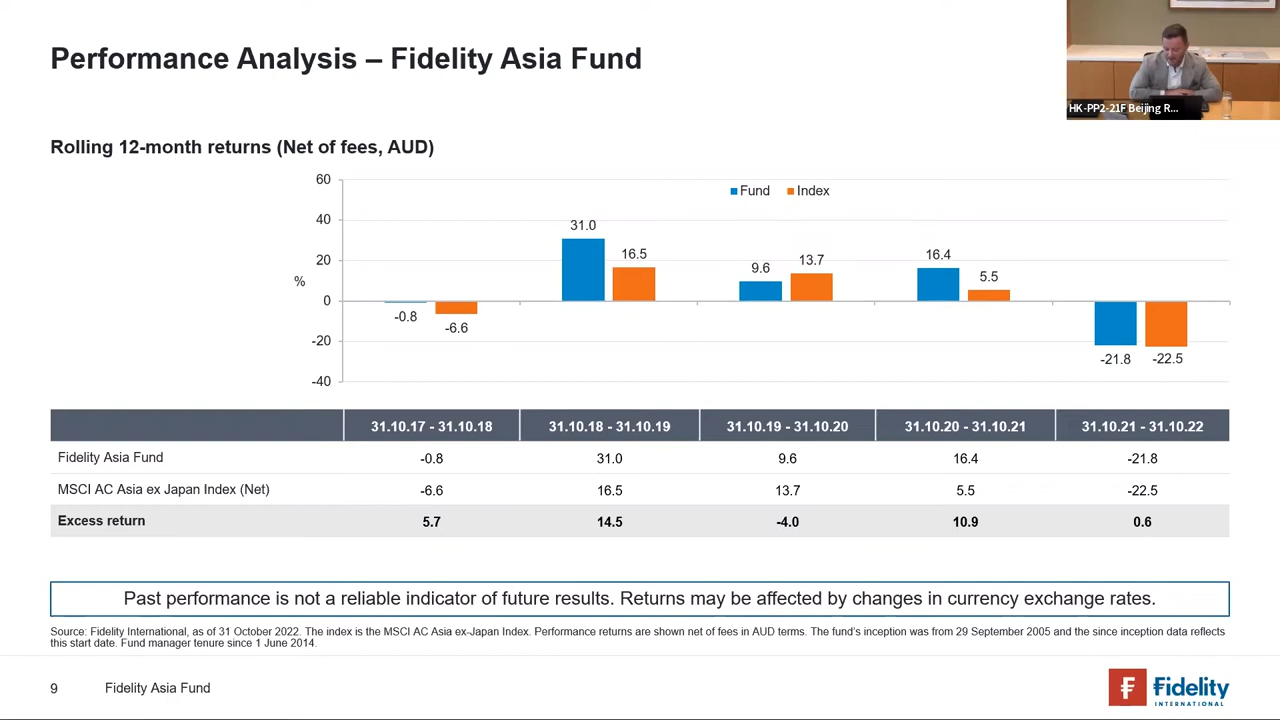 Performance Analysis – Fidelity Asia Fund
HK-PP2-21F Beijing R...
Rolling 12-month returns (Net of fees, AUD)
Fund Index
%
60
40
20
0
-20
-40
-0.8
-6.6
31.0
16.5
9.6
13.7
16.4
5.5
-21.8
-22.5
31.10.17 - 31.10.18 31.10.18 - 31.10.19 31.10.19 - 31.10.20 31.10.20 - 31.10.21 31.10.21 - 31.10.22
Fidelity Asia Fund -0.8 31.0 9.6 16.4 -21.8
MSCI AC Asia ex Japan Index (Net) -6.6 16.5 13.7 5.5 -22.5
Excess return 5.7 14.5 -4.0 10.9 0.6
Past performance is not a reliable indicator of future results. Returns may be affected by changes in currency exchange rates.
Source: Fidelity International, as of 31 October 2022. The index is the MSCI AC Asia ex-Japan Index. Performance returns are shown net of fees in AUD terms. The fund's inception was from 29 September 2005 and the since inception data reflects
this start date. Fund manager tenure since 1 June 2014.
9 Fidelity Asia Fund
Fidelity
INTERNATIONAL